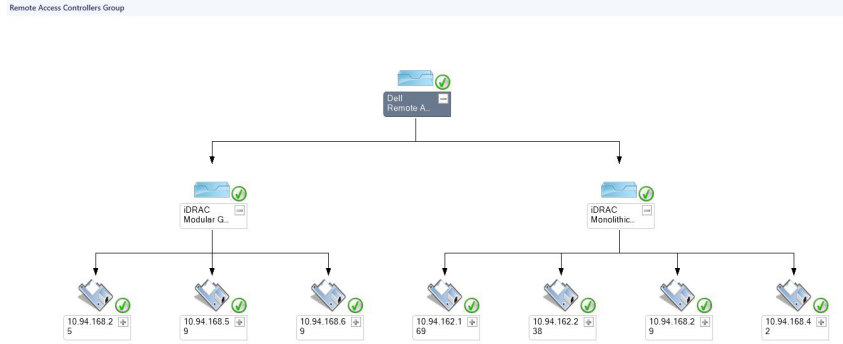 Remote Access Controllers Group
Dell
Remote A..
iDRAC
Modular G..
iDRAC
Monolithic..
10.94.168.2
5
10.94.168.5
9
10.94.168.6
9
10.94.162.1
69
10.94.162.2
38
10.94.168.2
9
10.94.168.4
2